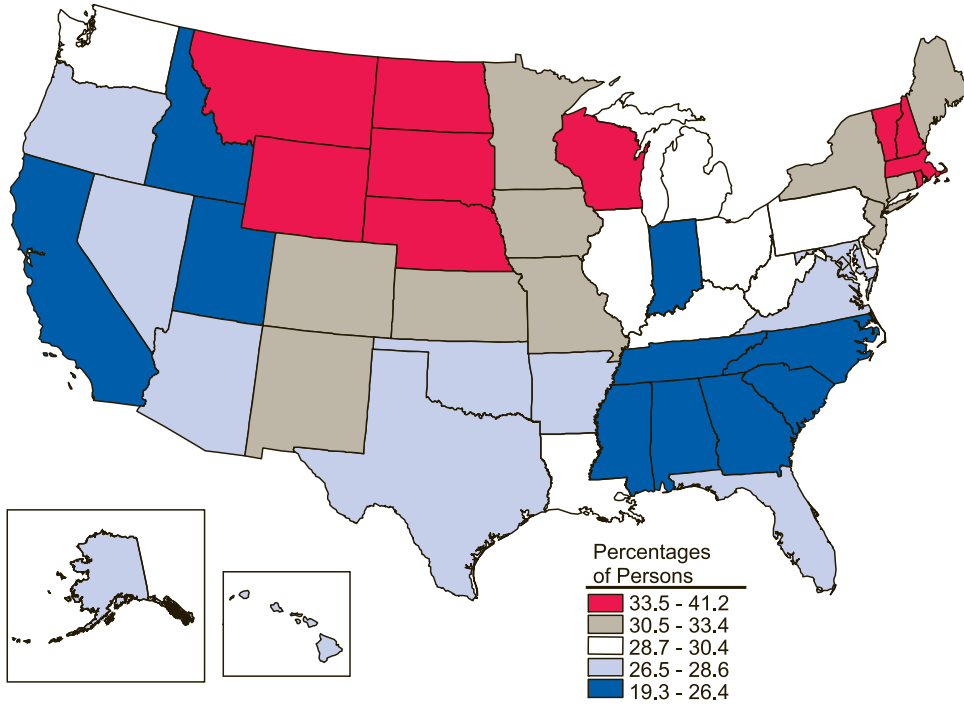 Percentages
of Persons
33.5 - 41.2
30.5 - 33.4
28.7 - 30.4
26.5 - 28.6
19.3 - 26.4